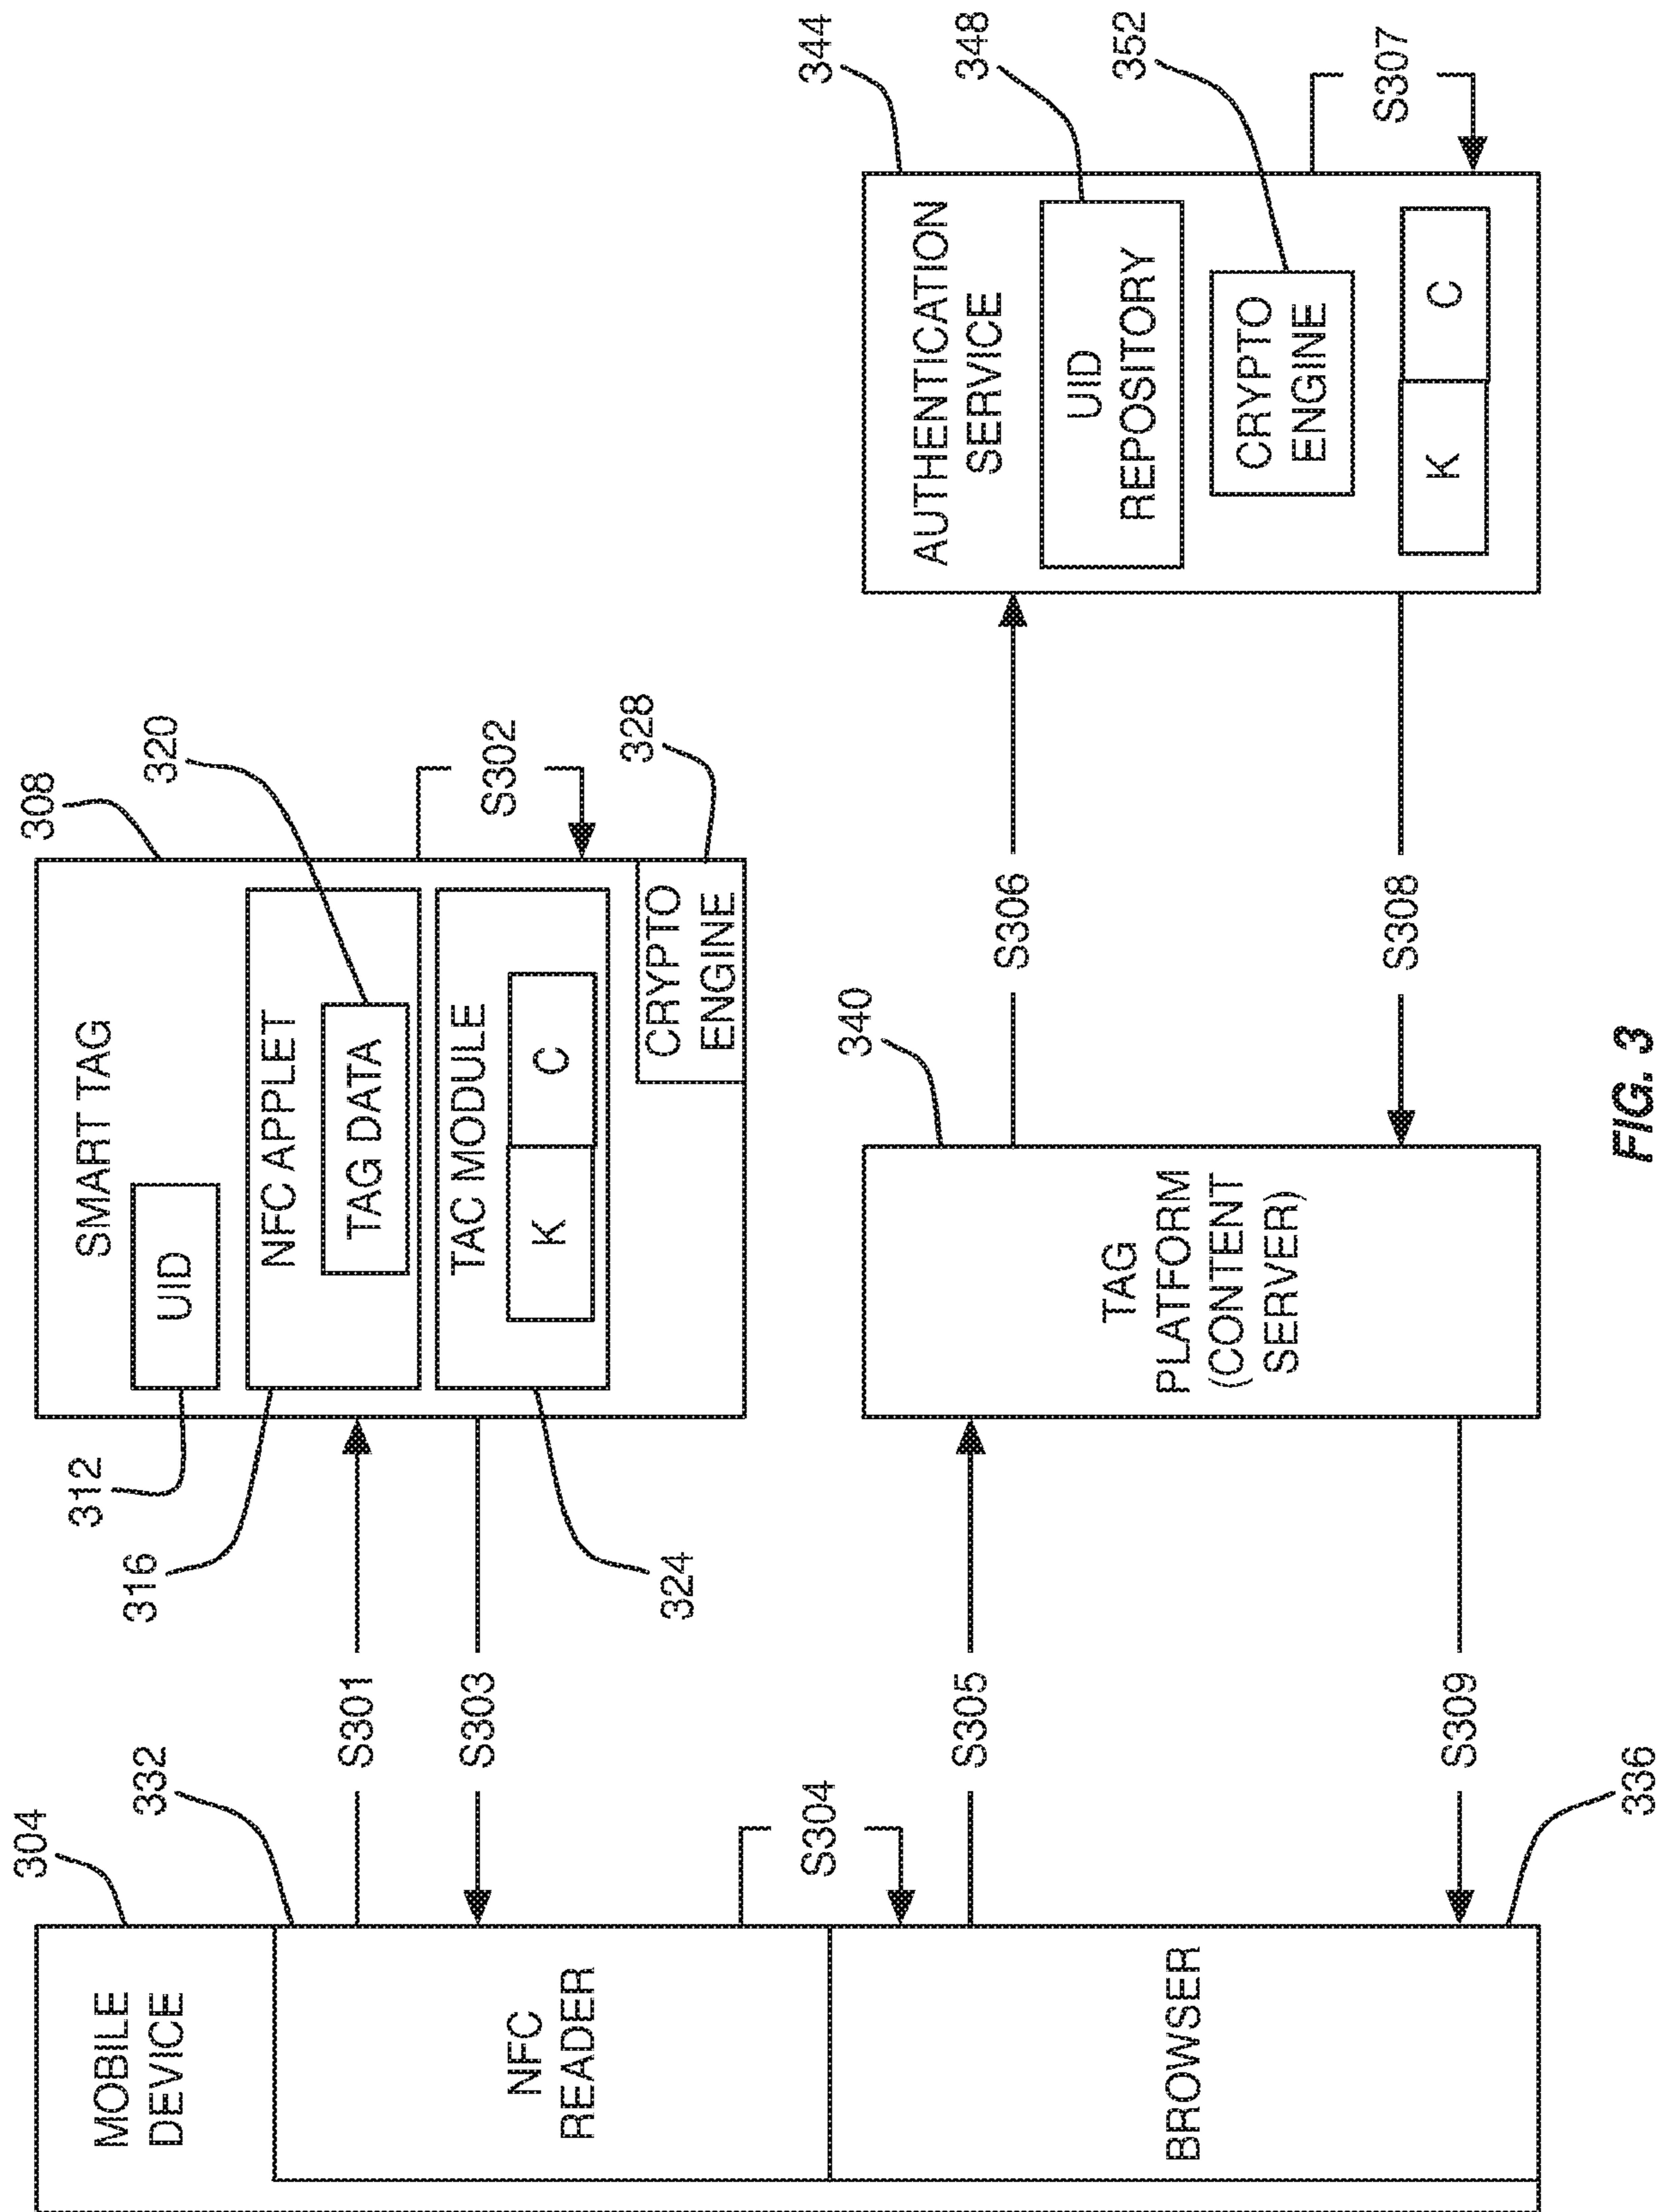 304
MOBILE
DEVICE
332
NFC
READER
S301
S303
S304
BROWSER
336
308
SMART TAG
312
UID
316
NFC APPLET
320
TAG DATA
324
TAC MODULE
K
C
S302
328
CRYPTO
ENGINE
S305
S309
340
TAG
PLATFORM
(CONTENT
SERVER)
S306
S308
344
AUTHENTICATION
SERVICE
348
UID
REPOSITORY
352
CRYPTO
ENGINE
K
C
S307
FIG. 3